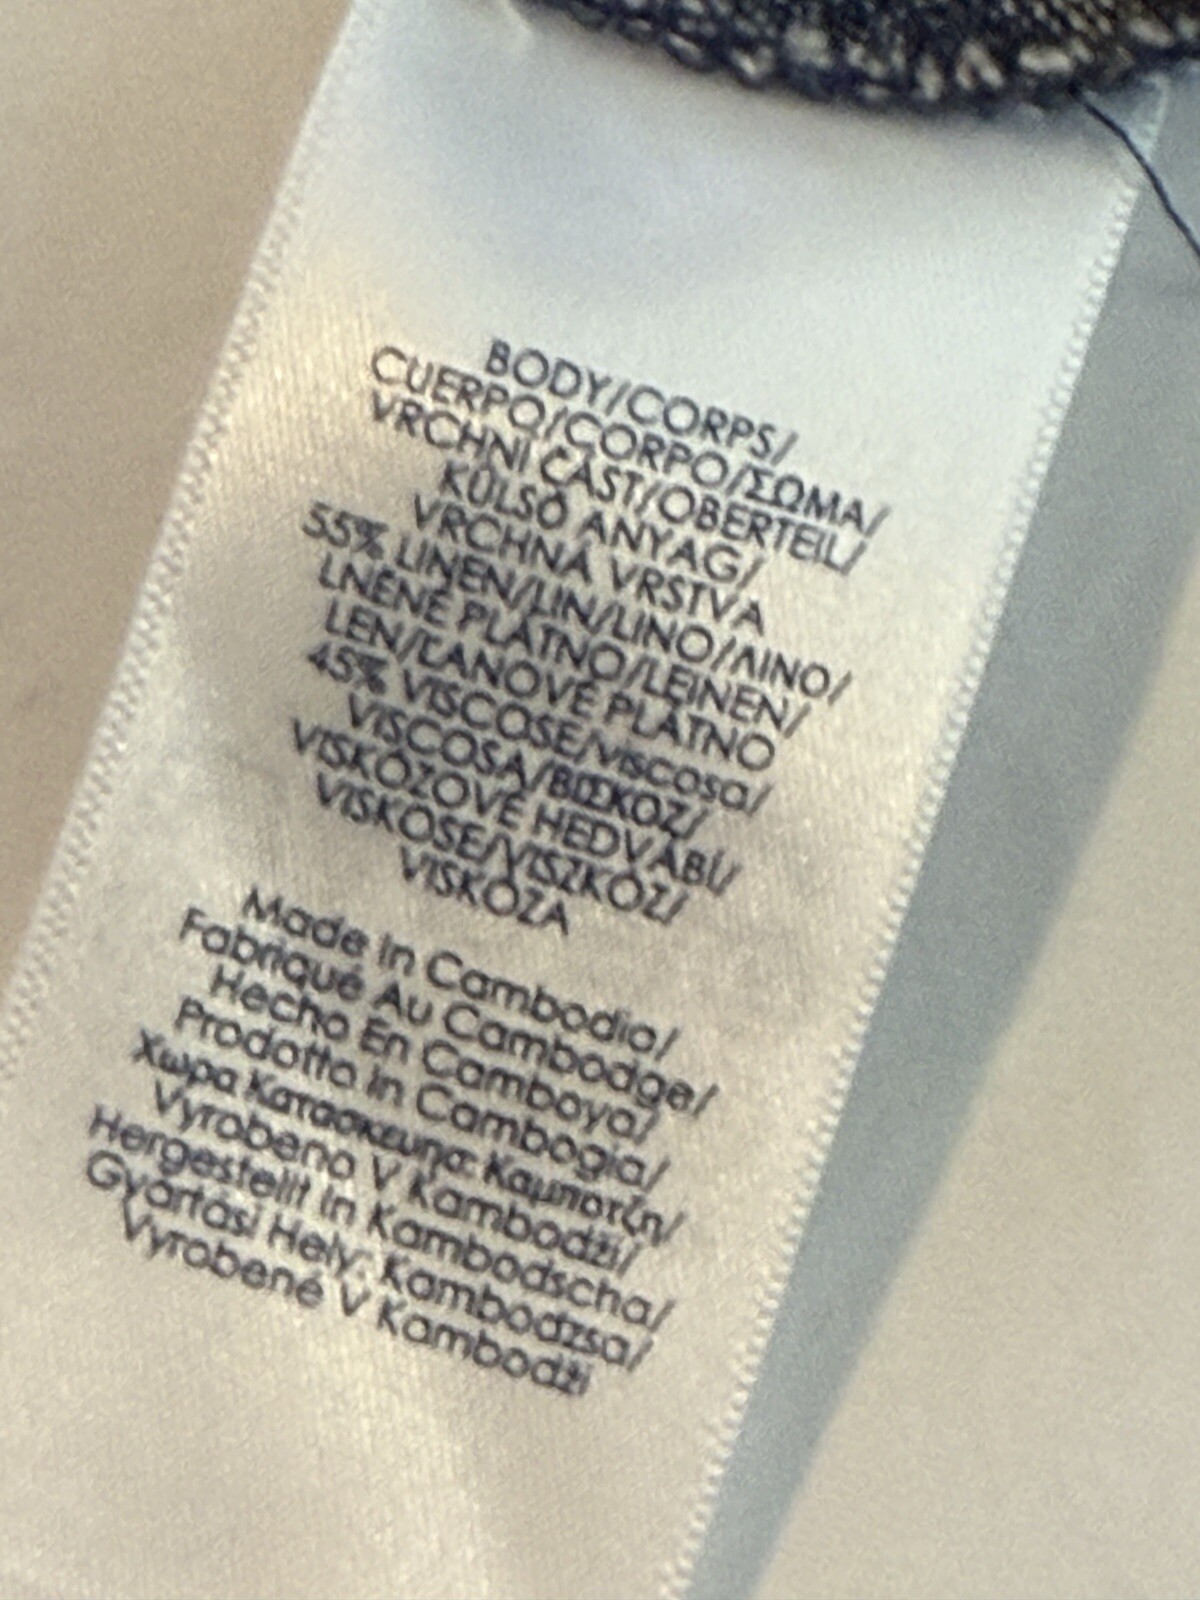 BODY/CORPS/
CUERPO/CORPO/ΣΩΜΑ/
VRCHNÍ ČÁST/OBERTEIL/
KÜLSŐ ANYAG/
VRCHNÁ VRSTVA
55% LINEN/LIN/LINO/ΛΙΝΟ/
LNĚNÉ PLÁTNO/LEINEN/
LEN/ĽANOVÉ PLÁTNO
45% VISCOSE/viscosa/
VISCOSA/ΒΙΣΚΟΖ/
VISKÓZOVÉ HEDVÁBÍ/
VISKOSE/VISZKÓZ/
VISKÓZA
Made In Cambodia/
Fabriqué Au Cambodge/
Hecho En Camboya/
Prodotto In Cambogia/
Χωρα Κατασκευης: Καμποτζη/
Vyrobeno V Kambodži/
Hergestellt In Kambodscha/
Gyártási Hely: Kambodzsa/
Vyrobené V Kambodži